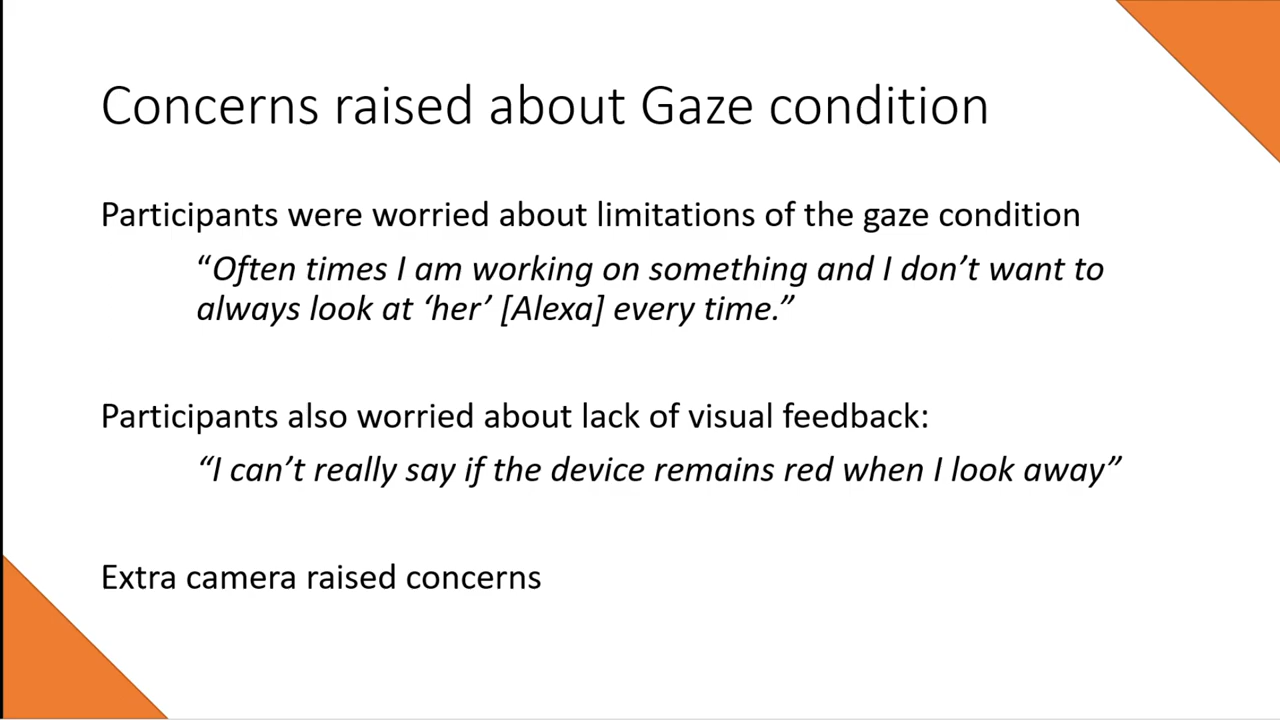 Concerns raised about Gaze condition
Participants were worried about limitations of the gaze condition
“Often times I am working on something and I don’t want to
always look at ‘her’ [Alexa] every time.”
Participants also worried about lack of visual feedback:
“I can’t really say if the device remains red when I look away”
Extra camera raised concerns